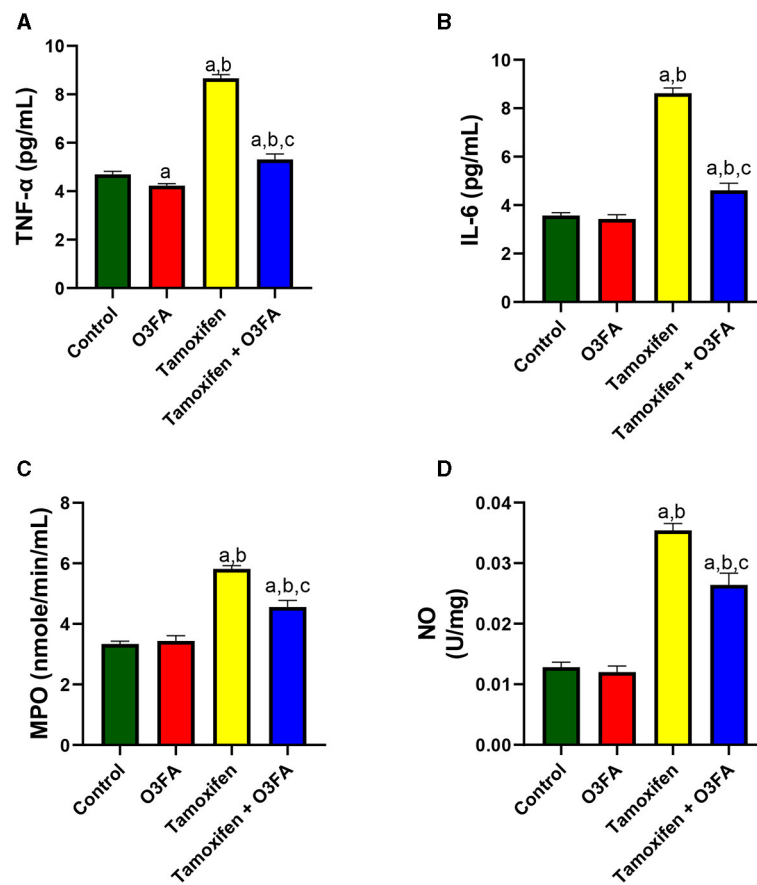 A
TNF-α (pg/mL)
10
8
6
4
2
0
a
a,b
a,b,c
Control
O3FA
Tamoxifen
Tamoxifen + O3FA
B
IL-6 (pg/mL)
10
8
6
4
2
0
a,b
a,b,c
Control
O3FA
Tamoxifen
Tamoxifen + O3FA
C
MPO (nmole/min/mL)
8
6
4
2
0
a,b
a,b,c
Control
O3FA
Tamoxifen
Tamoxifen + O3FA
D
NO
(U/mg)
0.04
0.03
0.02
0.01
0.00
a,b
a,b,c
Control
O3FA
Tamoxifen
Tamoxifen + O3FA